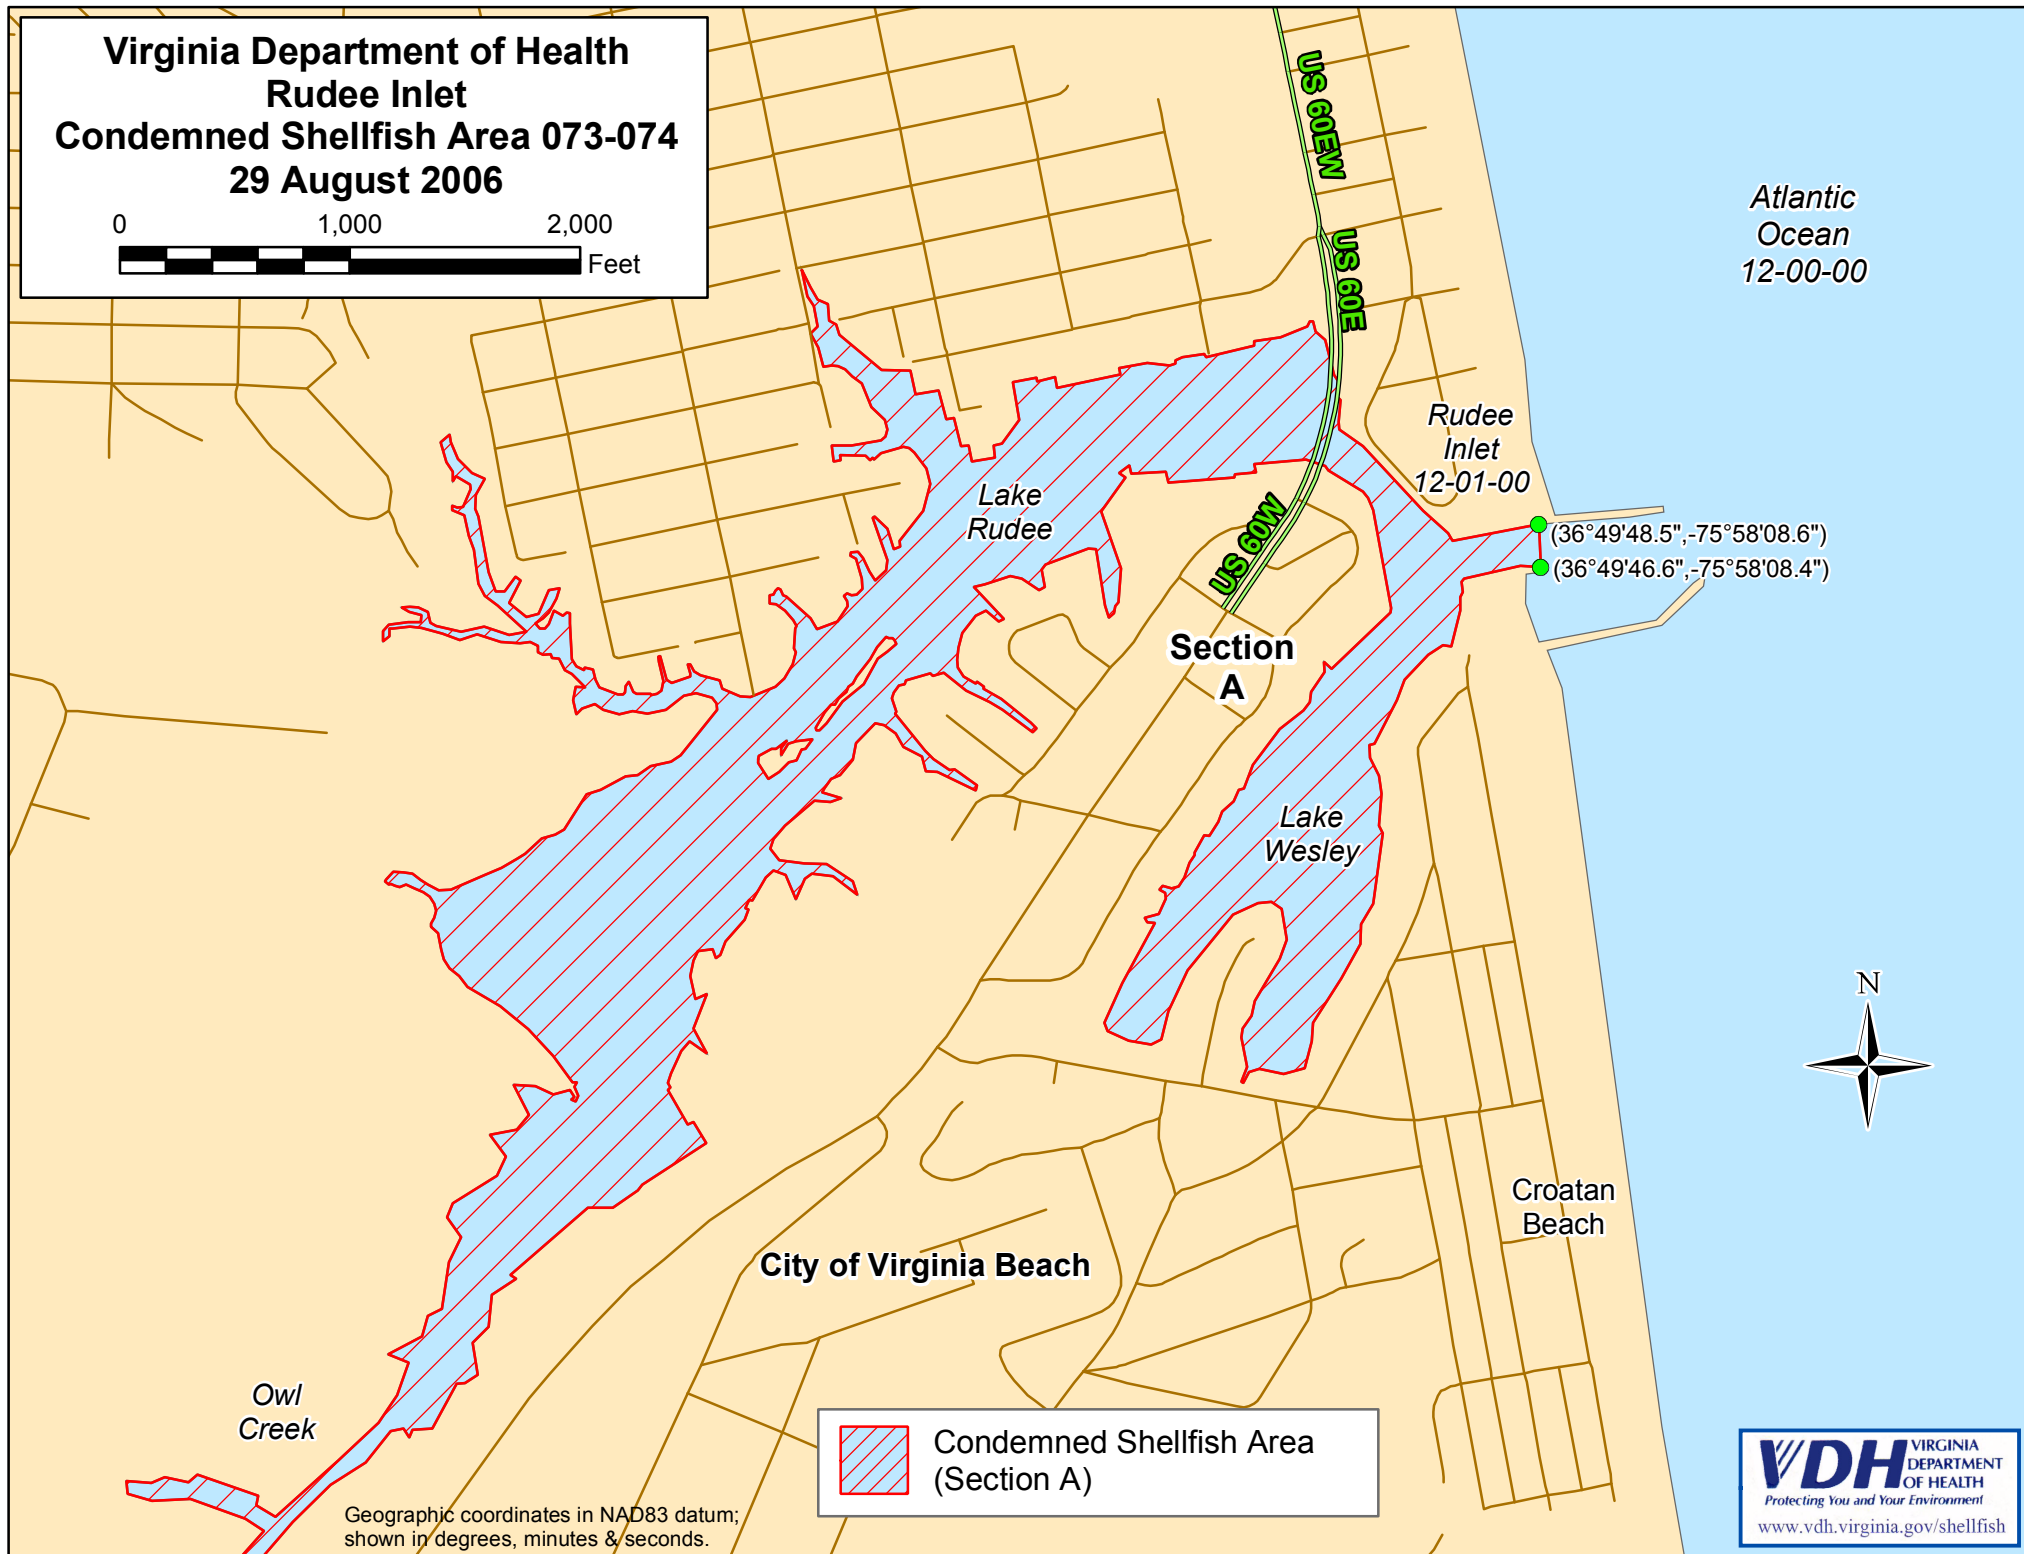 Virginia Department of Health
Rudee Inlet
Condemned Shellfish Area 073-074
29 August 2006
0 1,000 2,000
Feet
US 60EW
US 60E
US 60W
Atlantic
Ocean
12-00-00
Rudee
Inlet
12-01-00
(36°49'48.5",-75°58'08.6")
(36°49'46.6",-75°58'08.4")
Lake
Rudee
Section
A
Lake
Wesley
N
Croatan
Beach
City of Virginia Beach
Owl
Creek
Condemned Shellfish Area
(Section A)
Geographic coordinates in NAD83 datum;
shown in degrees, minutes & seconds.
VDH VIRGINIA
DEPARTMENT
OF HEALTH
Protecting You and Your Environment
www.vdh.virginia.gov/shellfish